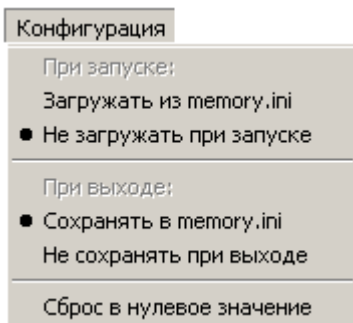 Конфигурация
При запуске:
Загружать из memory.ini
Не загружать при запуске
При выходе:
Сохранять в memory.ini
Не сохранять при выходе
Сброс в нулевое значение